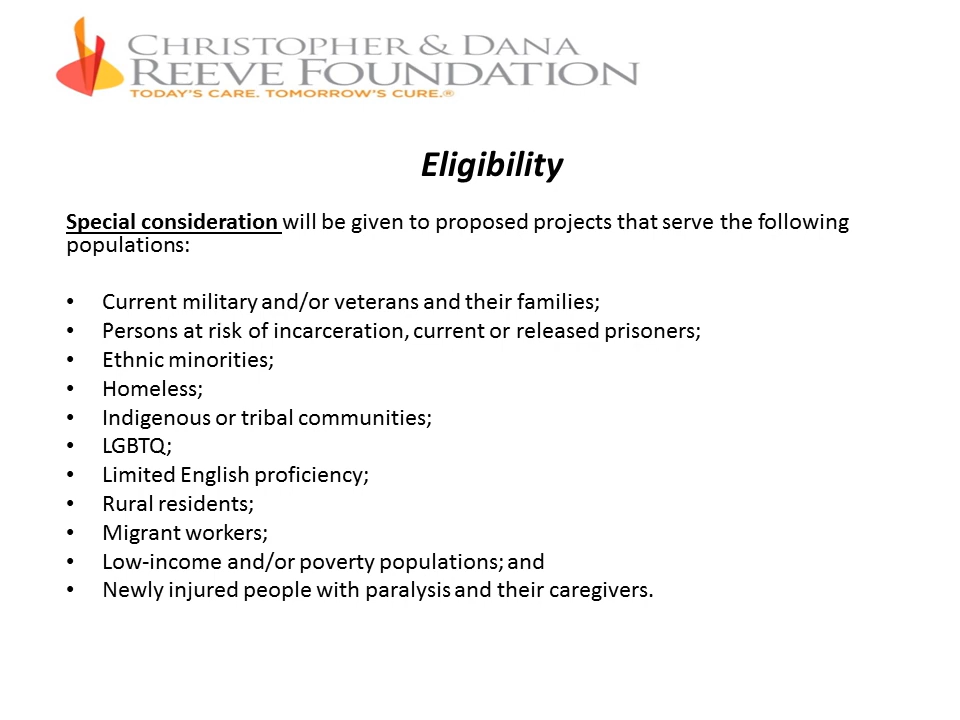 CHRISTOPHER & DANA
REEVE FOUNDATION
TODAY'S CARE. TOMORROW'S CURE.®
Eligibility
Special consideration will be given to proposed projects that serve the following
populations:
• Current military and/or veterans and their families;
• Persons at risk of incarceration, current or released prisoners;
• Ethnic minorities;
• Homeless;
• Indigenous or tribal communities;
• LGBTQ;
• Limited English proficiency;
• Rural residents;
• Migrant workers;
• Low-income and/or poverty populations; and
• Newly injured people with paralysis and their caregivers.